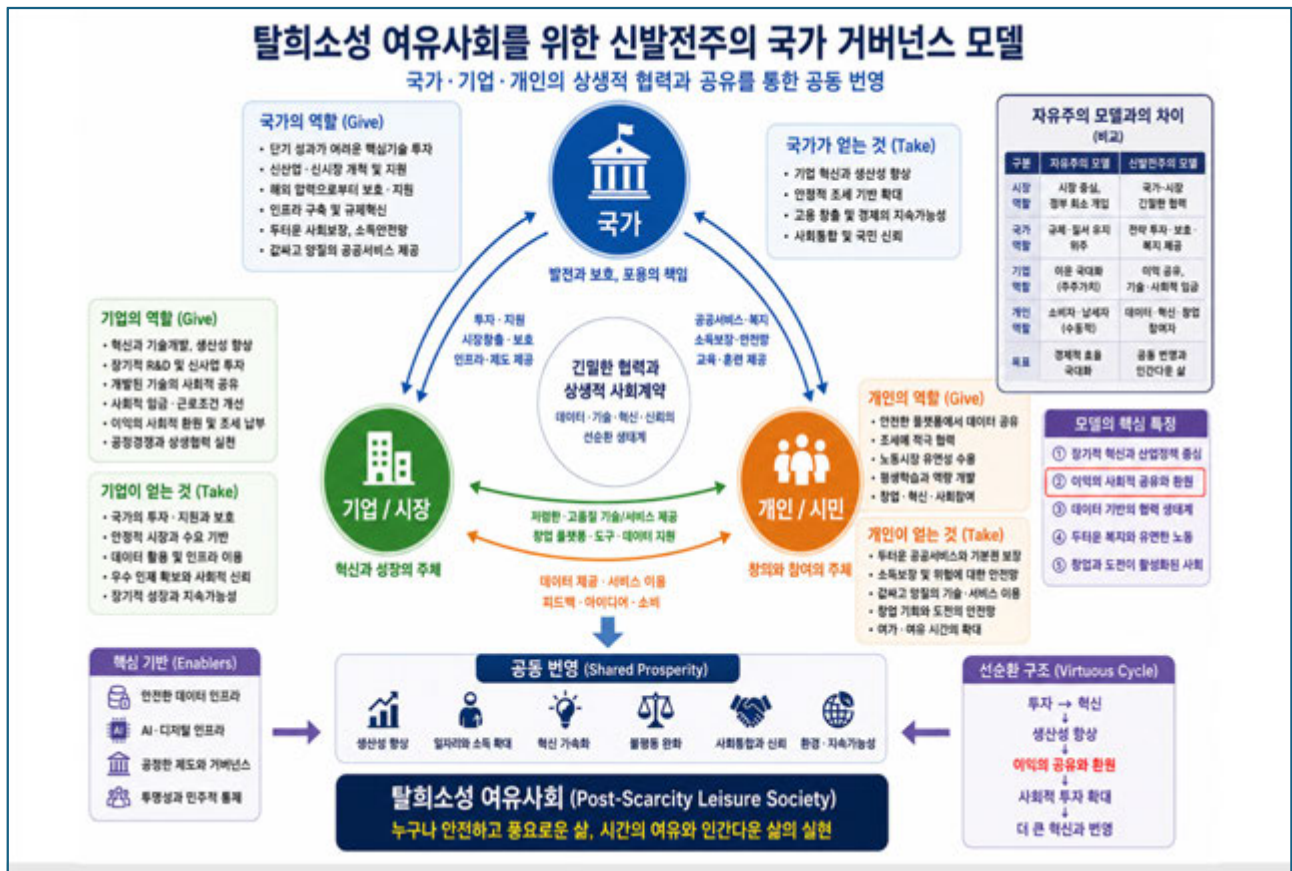 탈희소성 여유사회를 위한 신발전주의 국가 거버넌스 모델
국가·기업·개인의 상생적 협력과 공유를 통한 공동 번영
국가의 역할 (Give)
• 단기 성과가 어려운 핵심기술 투자
• 신산업·신시장 개척 및 지원
• 해외 압력으로부터 보호·지원
• 인프라 구축 및 규제혁신
• 두터운 사회보장, 소득안전망
• 값싸고 양질의 공공서비스 제공
국가
발전과 보호, 포용의 책임
국가가 얻는 것 (Take)
• 기업 혁신과 생산성 향상
• 안정적 조세 기반 확대
• 고용 창출 및 경제의 지속가능성
• 사회통합 및 국민 신뢰
자유주의 모델과의 차이
(비교)
구분 자유주의 모델 신발전주의 모델
시장 역할 시장 중심, 정부 최소 개입 국가-시장 긴밀한 협력
국가 역할 규제·질서 유지 위주 전략 투자·보호·복지 제공
기업 역할 이윤 극대화 (주주가치) 이익 공유, 기술·사회적 임금
개인 역할 소비자·납세자 (수동적) 데이터·혁신·창업 참여자
목표 경제적 효율 극대화 공동 번영과 인간다운 삶
기업의 역할 (Give)
• 혁신과 기술개발, 생산성 향상
• 장기적 R&D 및 신사업 투자
• 개발된 기술의 사회적 공유
• 사회적 임금·근로조건 개선
• 이익의 사회적 환원 및 조세 납부
• 공정경쟁과 상생협력 실천
기업이 얻는 것 (Take)
• 국가의 투자·지원과 보호
• 안정적 시장과 수요 기반
• 데이터 활용 및 인프라 이용
• 우수 인재 확보와 사회적 신뢰
• 장기적 성장과 지속가능성
투자·지원
시장창출·보호
인프라·제도 제공
공공서비스·복지
소득보장·안전망
교육·훈련 제공
긴밀한 협력과
상생적 사회계약
데이터·기술·혁신·신뢰의
선순환 생태계
기업 / 시장
혁신과 성장의 주체
개인 / 시민
창의와 참여의 주체
저렴한·고품질 기술/서비스 제공
창업 플랫폼·도구·데이터 지원
데이터 제공·서비스 이용
피드백·아이디어·소비
개인의 역할 (Give)
• 안전한 플랫폼에서 데이터 공유
• 조세에 적극 협력
• 노동시장 유연성 수용
• 평생학습과 역량 개발
• 창업·혁신·사회참여
개인이 얻는 것 (Take)
• 두터운 공공서비스와 기본권 보장
• 소득보장 및 위험에 대한 안전망
• 값싸고 양질의 기술·서비스 이용
• 창업 기회와 도전의 안전망
• 여가·여유 시간의 확대
모델의 핵심 특징
① 장기적 혁신과 산업정책 중심
② 이익의 사회적 공유와 환원
③ 데이터 기반의 협력 생태계
④ 두터운 복지와 유연한 노동
⑤ 창업과 도전이 활성화된 사회
핵심 기반 (Enablers)
안전한 데이터 인프라
AI
AI·디지털 인프라
공정한 제도와 거버넌스
투명성과 민주적 통제
공동 번영 (Shared Prosperity)
생산성 향상
일자리와 소득 확대
혁신 가속화
불평등 완화
사회통합과 신뢰
환경·지속가능성
탈희소성 여유사회 (Post-Scarcity Leisure Society)
누구나 안전하고 풍요로운 삶, 시간의 여유와 인간다운 삶의 실현
선순환 구조 (Virtuous Cycle)
투자 → 혁신
↓
생산성 향상
↓
이익의 공유와 환원
↓
사회적 투자 확대
↓
더 큰 혁신과 번영